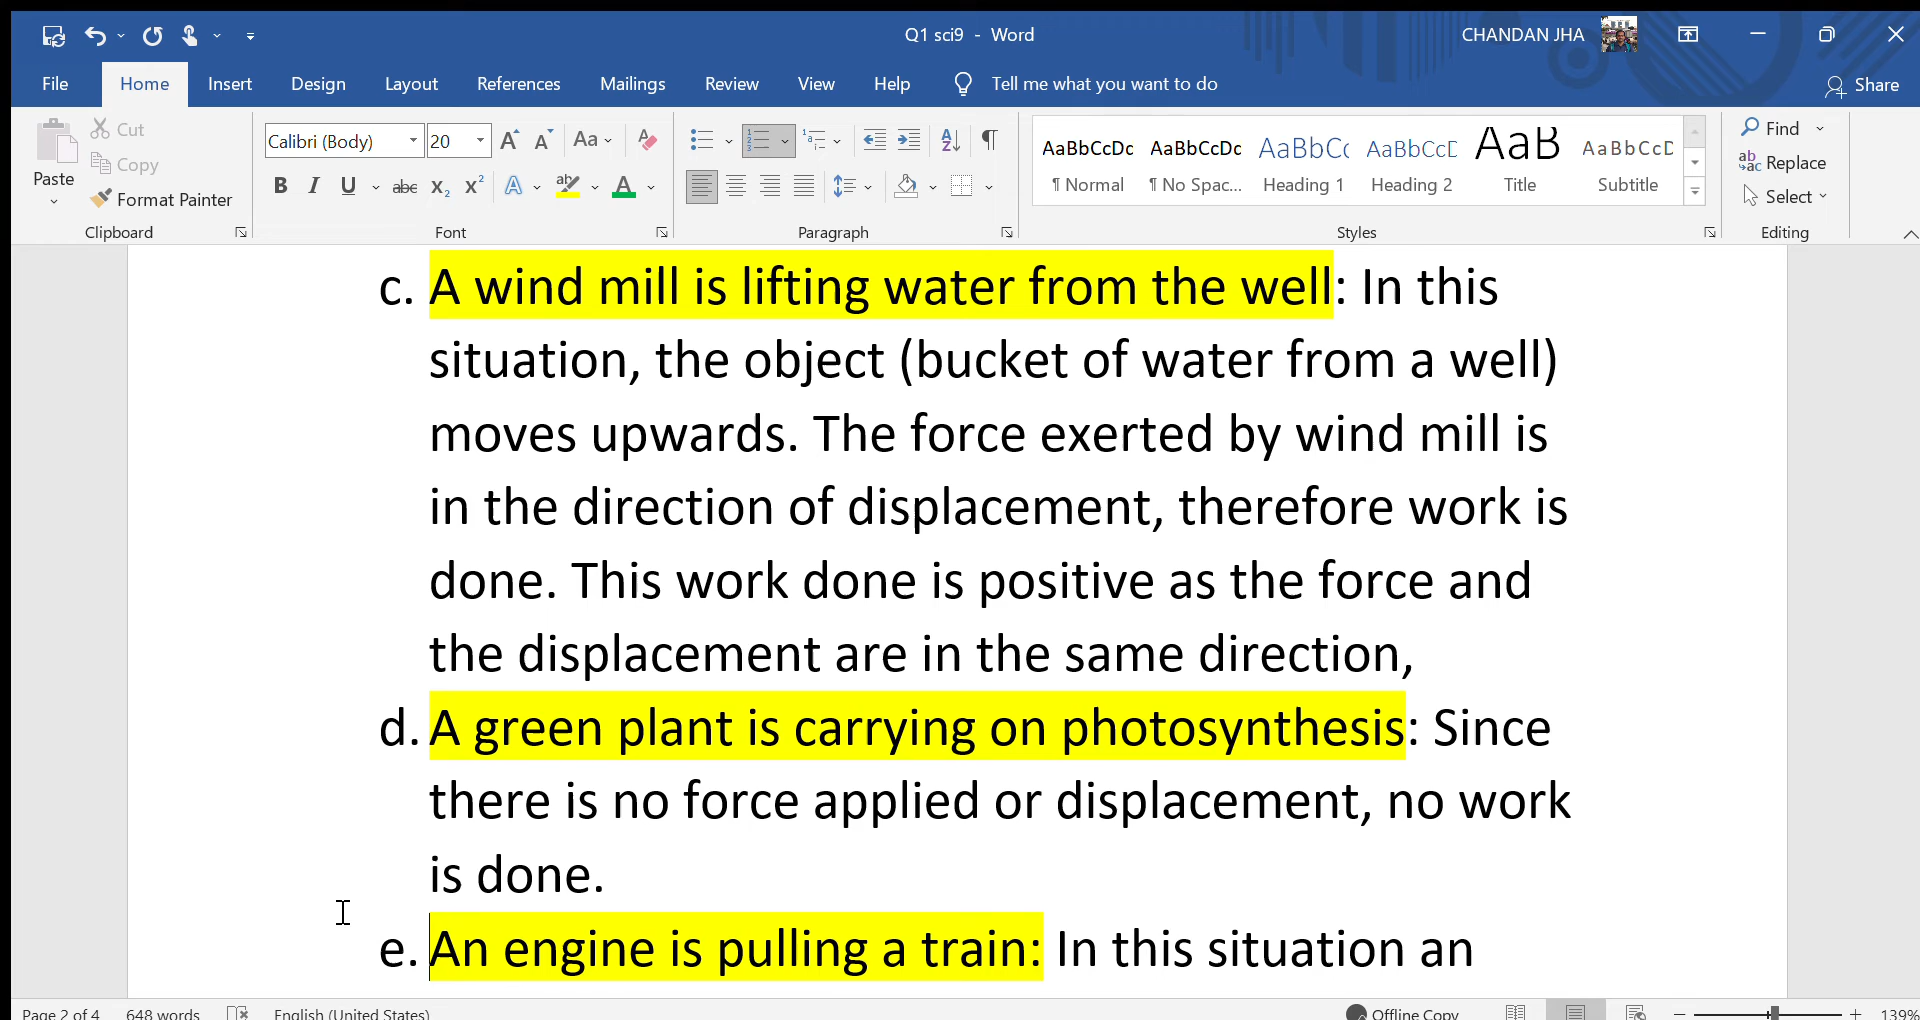 Q1 sci9 - Word
CHANDAN JHA
File Home Insert Design Layout References Mailings Review View Help Tell me what you want to do Share
Paste
Cut
Copy
Format Painter
Clipboard
Calibri (Body) 20
Font
Paragraph
AaBbCcDc AaBbCcDc AaBbCc AaBbCcD AaB AaBbCcD
¶ Normal ¶ No Spac... Heading 1 Heading 2 Title Subtitle
Styles
Find
Replace
Select
Editing
c. A wind mill is lifting water from the well: In this
situation, the object (bucket of water from a well)
moves upwards. The force exerted by wind mill is
in the direction of displacement, therefore work is
done. This work done is positive as the force and
the displacement are in the same direction,
d. A green plant is carrying on photosynthesis: Since
there is no force applied or displacement, no work
is done.
e. An engine is pulling a train: In this situation an
Page 2 of 4 648 words English (United States) Offline Copy 139%